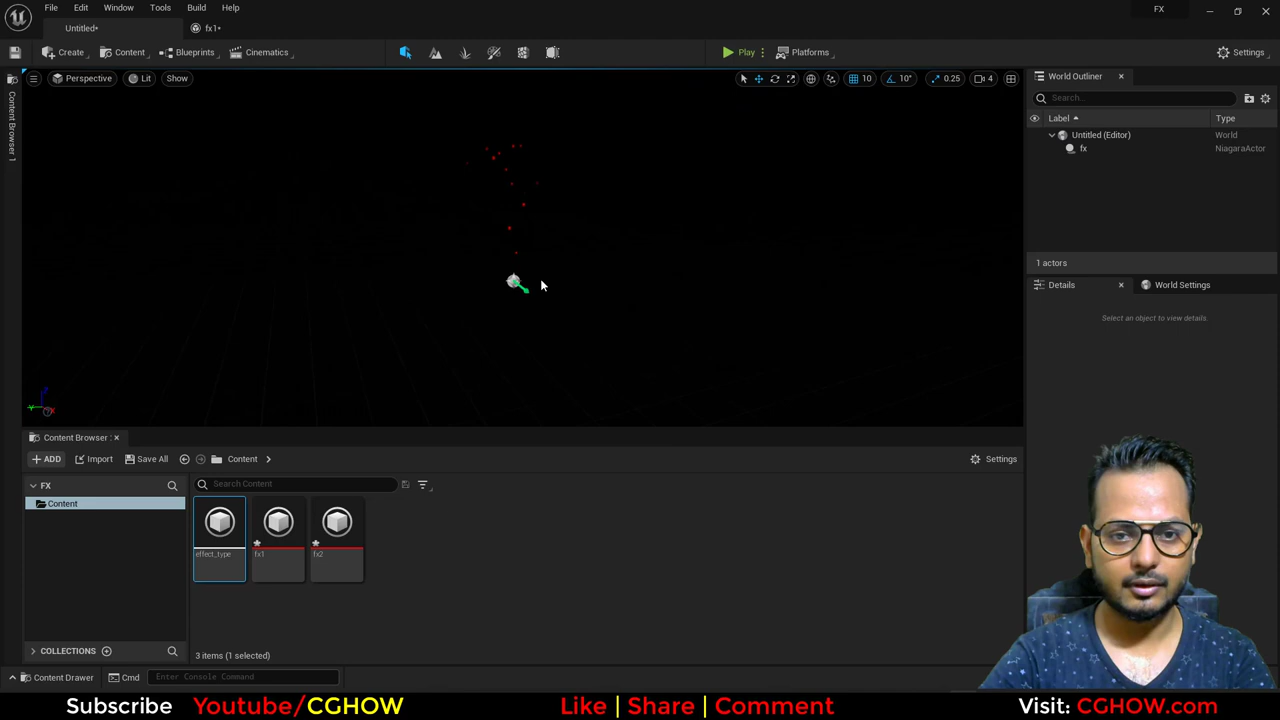 File Edit Window Tools Build Help
FX
Untitled*
fx1*
Create Content Blueprints Cinematics Play Platforms Settings
Content Browser 1
Perspective Lit Show
10 10° 0.25 4
World Outliner
Search...
Label Type
Untitled (Editor) World
fx NiagaraActor
1 actors
Details World Settings
Select an object to view details.
Content Browser
ADD Import Save All Content Settings
FX
Search Content
Content
effect_type fx1 fx2
COLLECTIONS
3 items (1 selected)
Content Drawer Cmd Enter Console Command
Subscribe Youtube/CGHOW Like | Share | Comment Visit: CGHOW.com